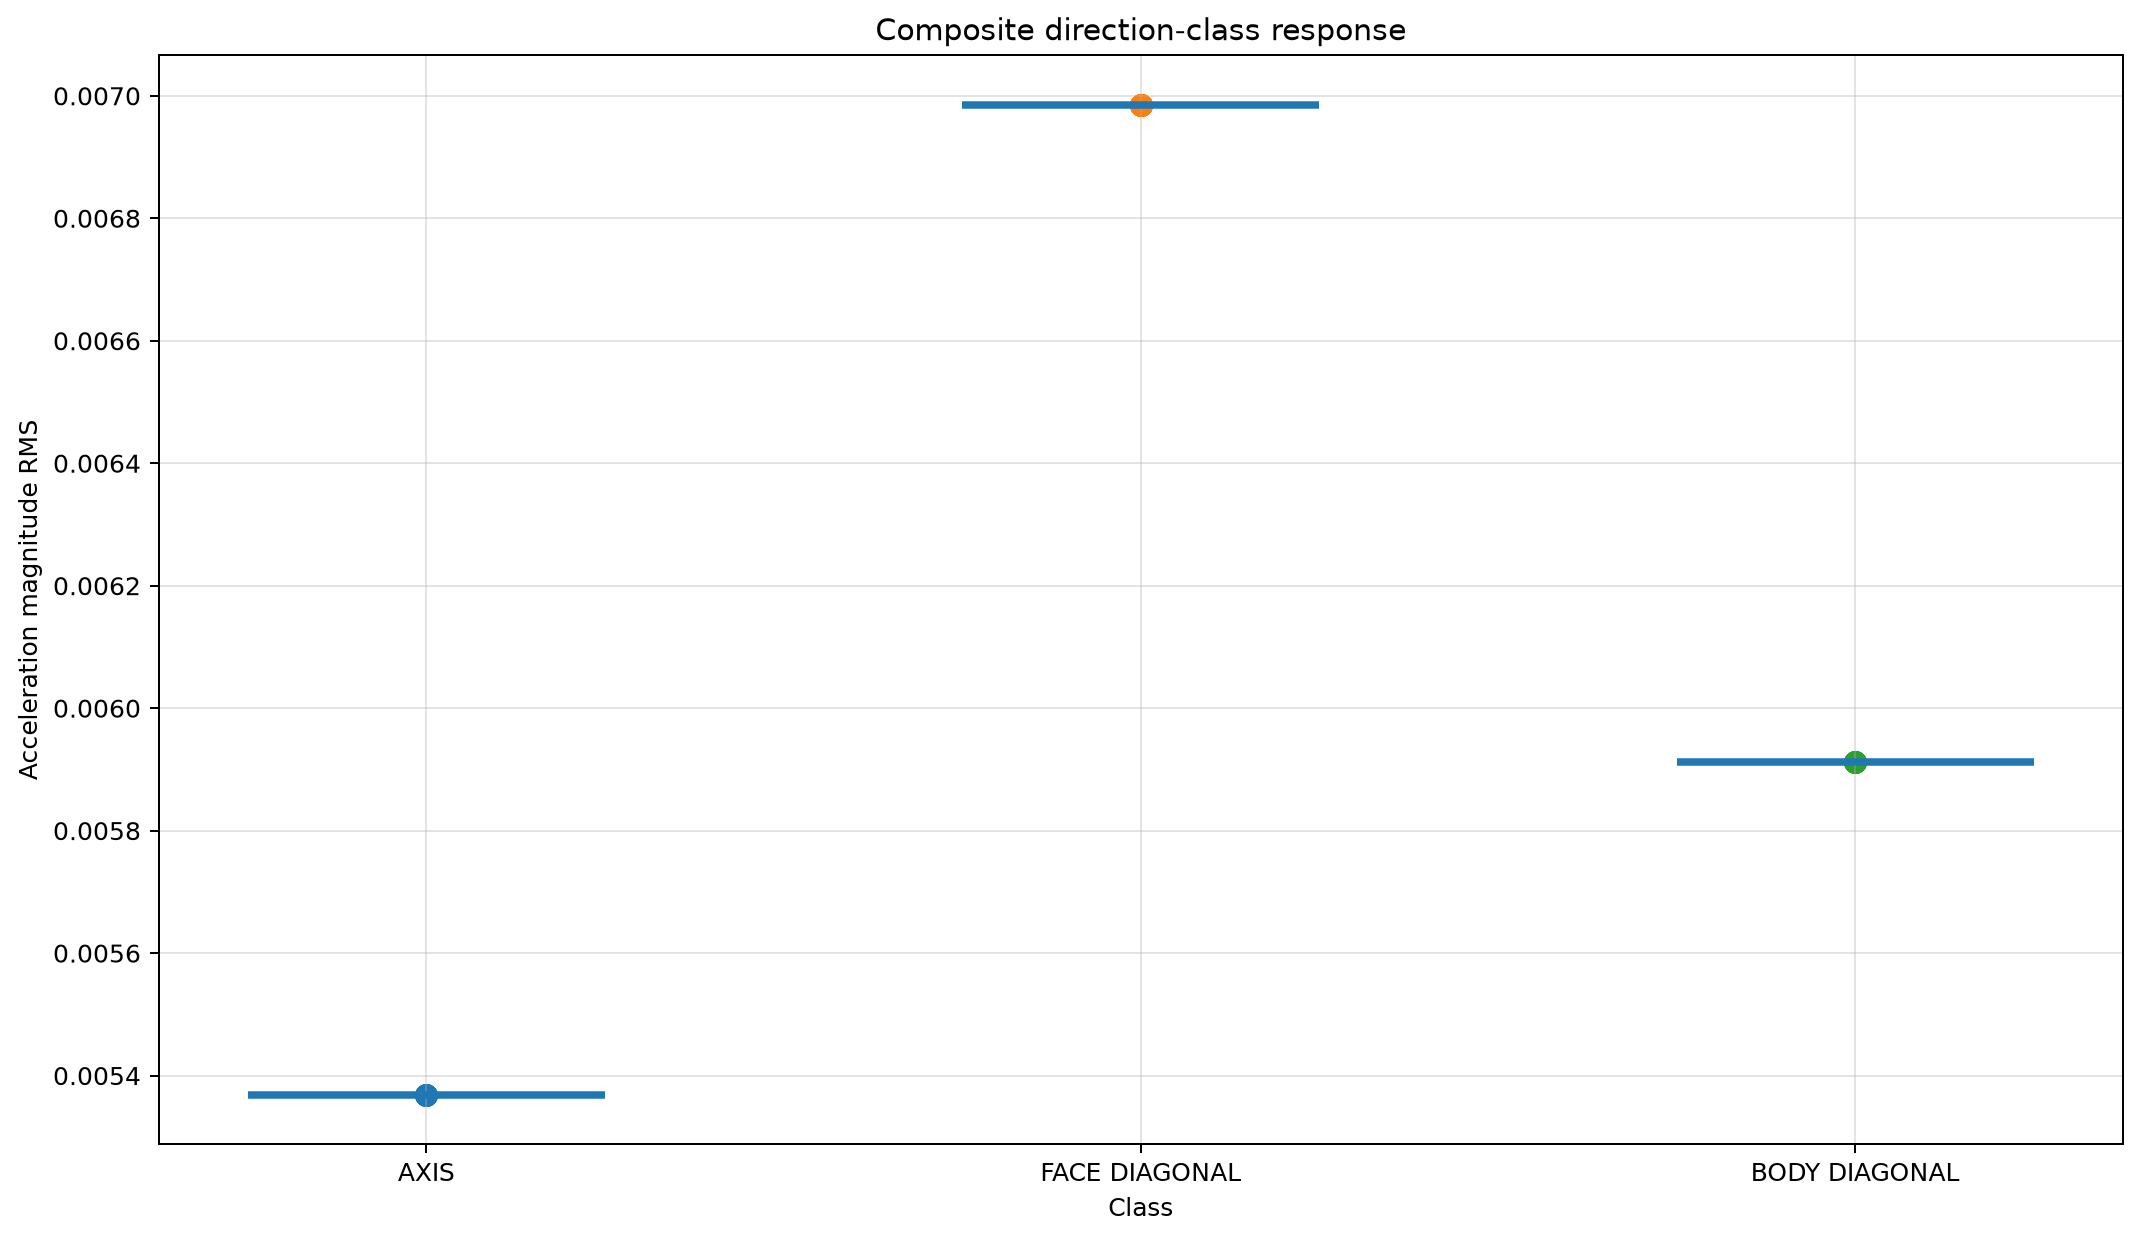 Composite direction-class response
Acceleration magnitude RMS
0.0070
0.0068
0.0066
0.0064
0.0062
0.0060
0.0058
0.0056
0.0054
AXIS
FACE DIAGONAL
BODY DIAGONAL
Class